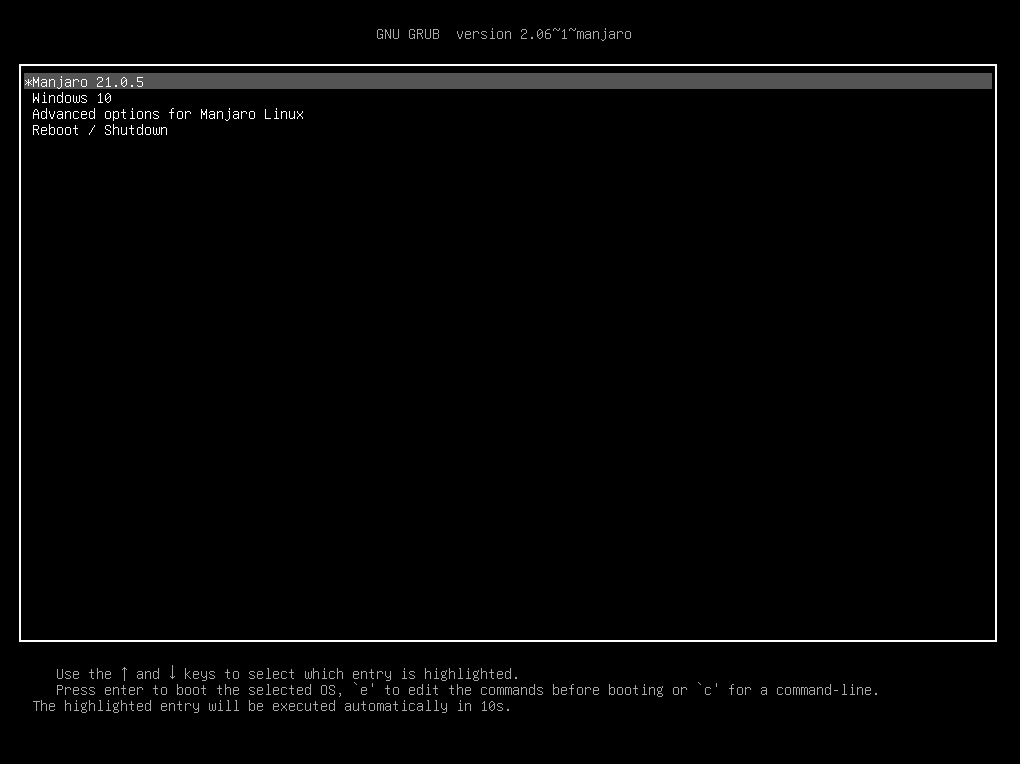 GNU GRUB  version 2.06~1~manjaro
*Manjaro 21.0.5
Windows 10
Advanced options for Manjaro Linux
Reboot / Shutdown
Use the ↑ and ↓ keys to select which entry is highlighted.
Press enter to boot the selected OS, `e' to edit the commands before booting or `c' for a command-line.
The highlighted entry will be executed automatically in 10s.